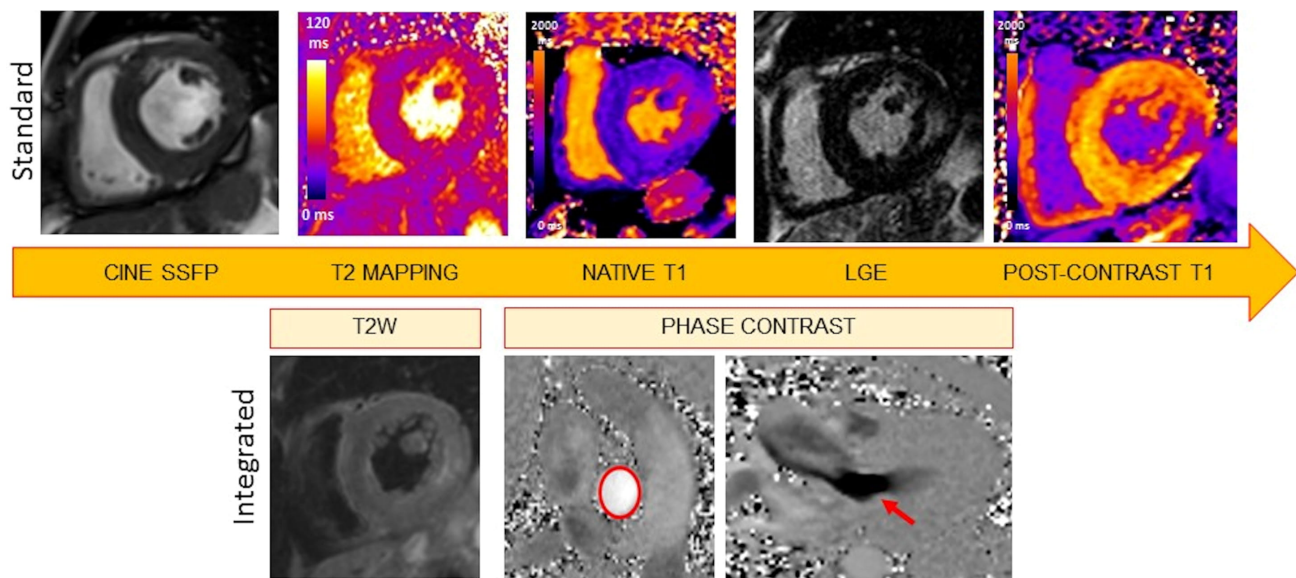 Standard
120
ms
0 ms
2000
ms
0 ms
2000
ms
0 ms
CINE SSFP
T2 MAPPING
NATIVE T1
LGE
POST-CONTRAST T1
T2W
PHASE CONTRAST
Integrated